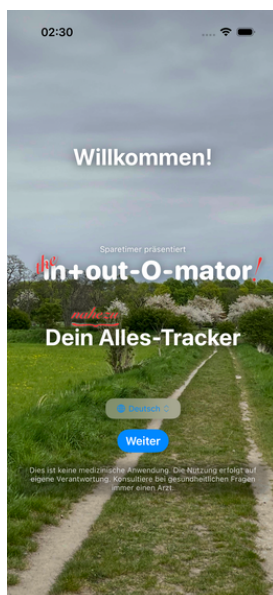 02:30
Willkommen!
Sparetimer präsentiert
the in+out-O-mator!
nahezu
Dein Alles-Tracker
Deutsch
Weiter
Dies ist keine medizinische Anwendung. Die Nutzung erfolgt auf
eigene Verantwortung. Konsultiere bei gesundheitlichen Fragen
immer einen Arzt.